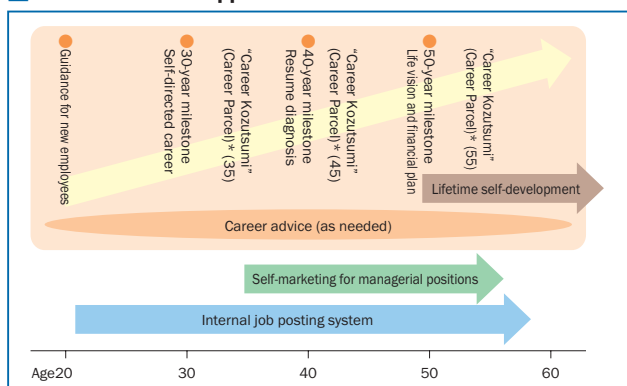 Guidance for new employees
30-year milestone
Self-directed career
"Career Kozutsumi"
(Career Parcel)* (35)
40-year milestone
Resume diagnosis
"Career Kozutsumi"
(Career Parcel)* (45)
50-year milestone
Life vision and financial plan
"Career Kozutsumi"
(Career Parcel)* (55)
Lifetime self-development
Career advice (as needed)
Self-marketing for managerial positions
Internal job posting system
Age20 30 40 50 60